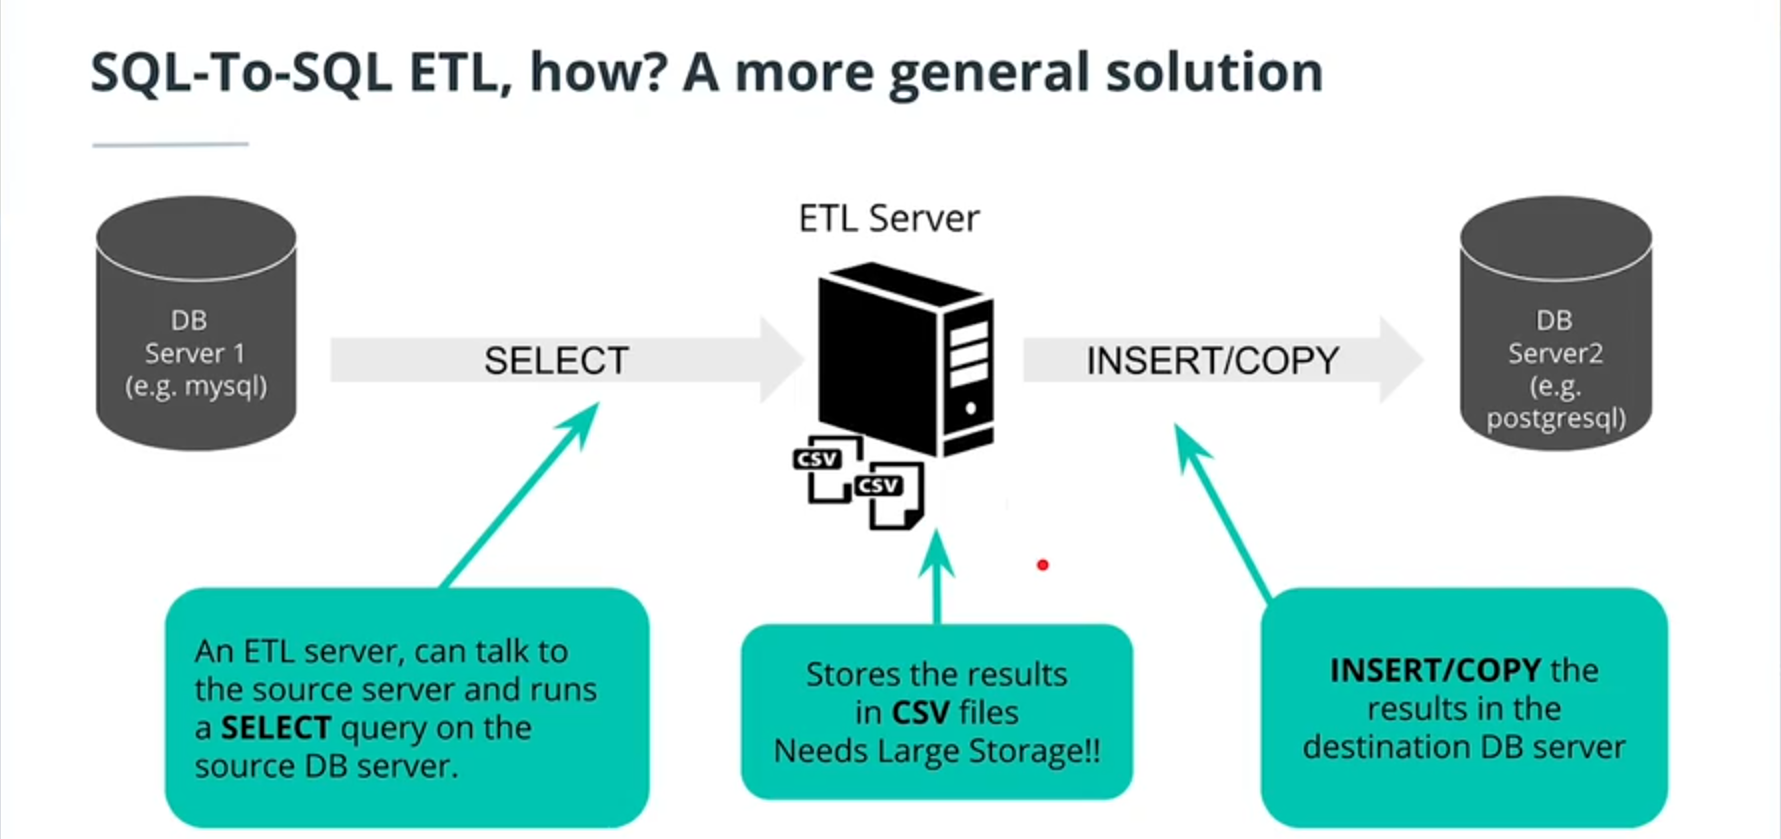 SQL-To-SQL ETL, how? A more general solution
ETL Server
DB
Server 1
(e.g. mysql)
SELECT
INSERT/COPY
DB
Server2
(e.g.
postgresql)
CSV
CSV
An ETL server, can talk to
the source server and runs
a SELECT query on the
source DB server.
Stores the results
in CSV files
Needs Large Storage!!
INSERT/COPY the
results in the
destination DB server